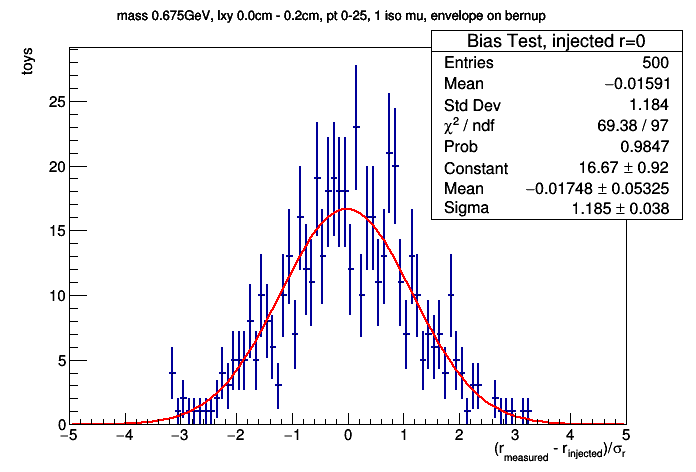 mass 0.675GeV, lxy 0.0cm - 0.2cm, pt 0-25, 1 iso mu, envelope on bernup
Bias Test, injected r=0
Entries 500
Mean −0.01591
Std Dev 1.184
χ² / ndf 69.38 / 97
Prob 0.9847
Constant 16.67 ± 0.92
Mean −0.01748 ± 0.05325
Sigma 1.185 ± 0.038
toys
25
20
15
10
5
0
−5 −4 −3 −2 −1 0 1 2 3 4 5
(r_measured - r_injected)/σ_r